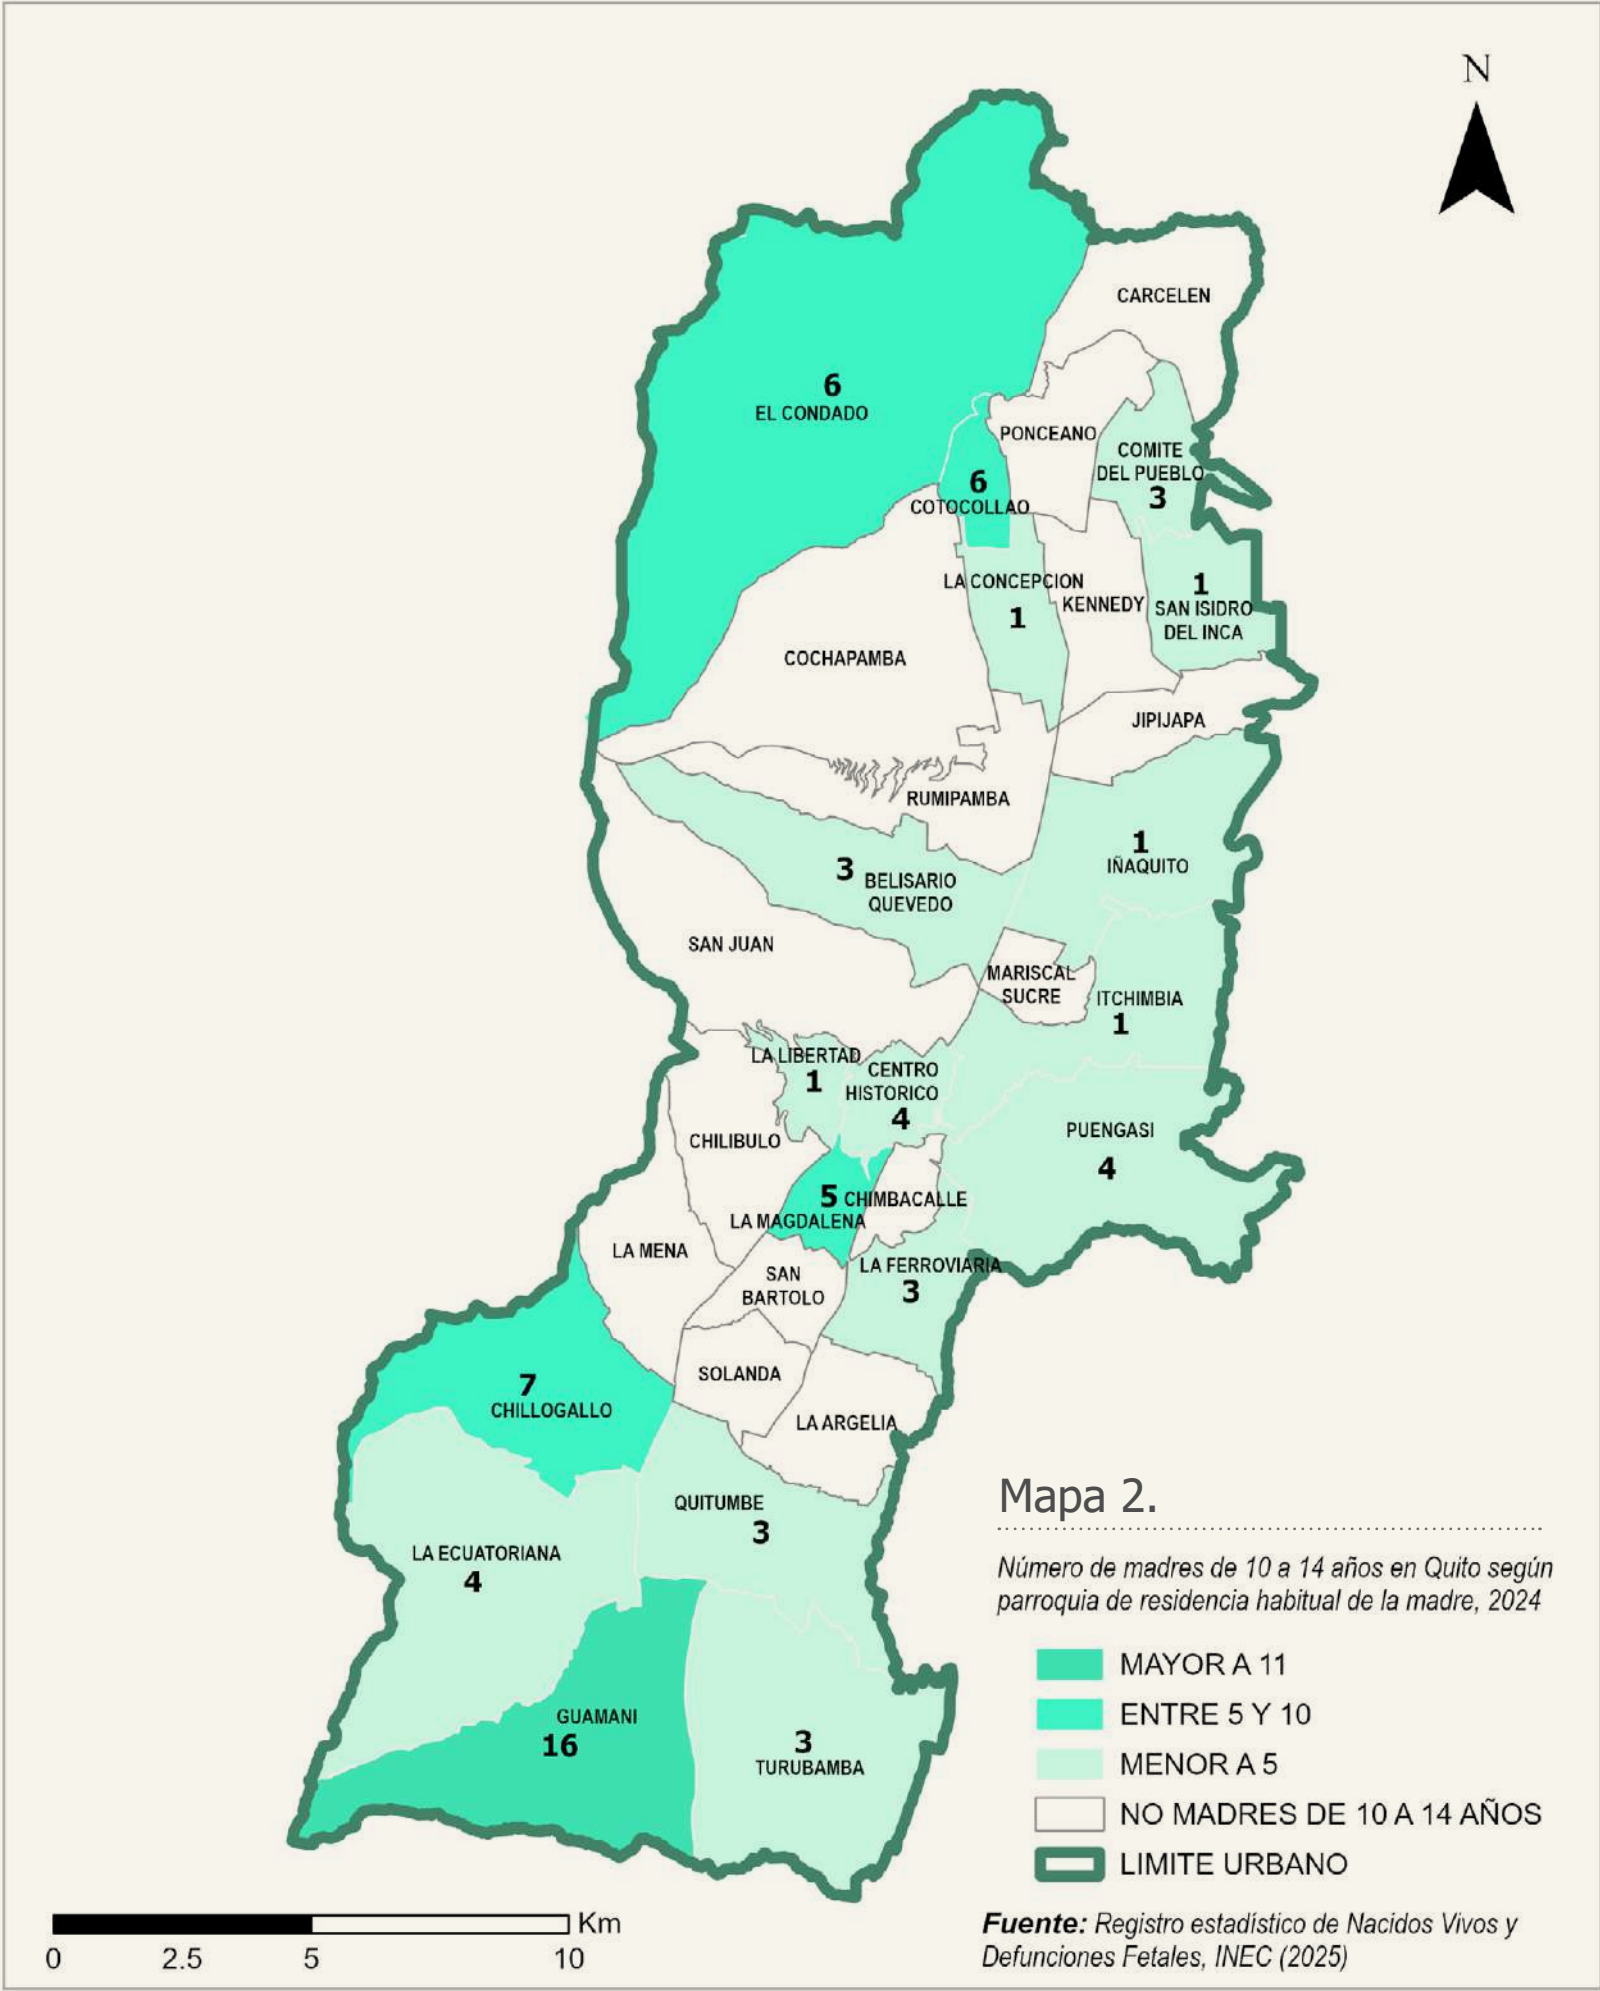 N
CARCELEN
6
EL CONDADO
PONCEANO
COMITE
DEL PUEBLO
3
6
COTOCOLLAO
LA CONCEPCION
1
KENNEDY
1
SAN ISIDRO
DEL INCA
COCHAPAMBA
JIPIJAPA
RUMIPAMBA
1
IÑAQUITO
3
BELISARIO
QUEVEDO
SAN JUAN
MARISCAL
SUCRE
ITCHIMBIA
1
LA LIBERTAD
1
CENTRO
HISTORICO
4
PUENGASI
4
CHILIBULO
5
CHIMBACALLE
LA MAGDALENA
LA MENA
SAN
BARTOLO
LA FERROVIARIA
3
SOLANDA
7
CHILLOGALLO
LA ARGELIA
QUITUMBE
3
LA ECUATORIANA
4
GUAMANI
16
3
TURUBAMBA
Mapa 2.
Número de madres de 10 a 14 años en Quito según
parroquia de residencia habitual de la madre, 2024
MAYOR A 11
ENTRE 5 Y 10
MENOR A 5
NO MADRES DE 10 A 14 AÑOS
LIMITE URBANO
Fuente: Registro estadístico de Nacidos Vivos y
Defunciones Fetales, INEC (2025)
Km
0 2.5 5 10